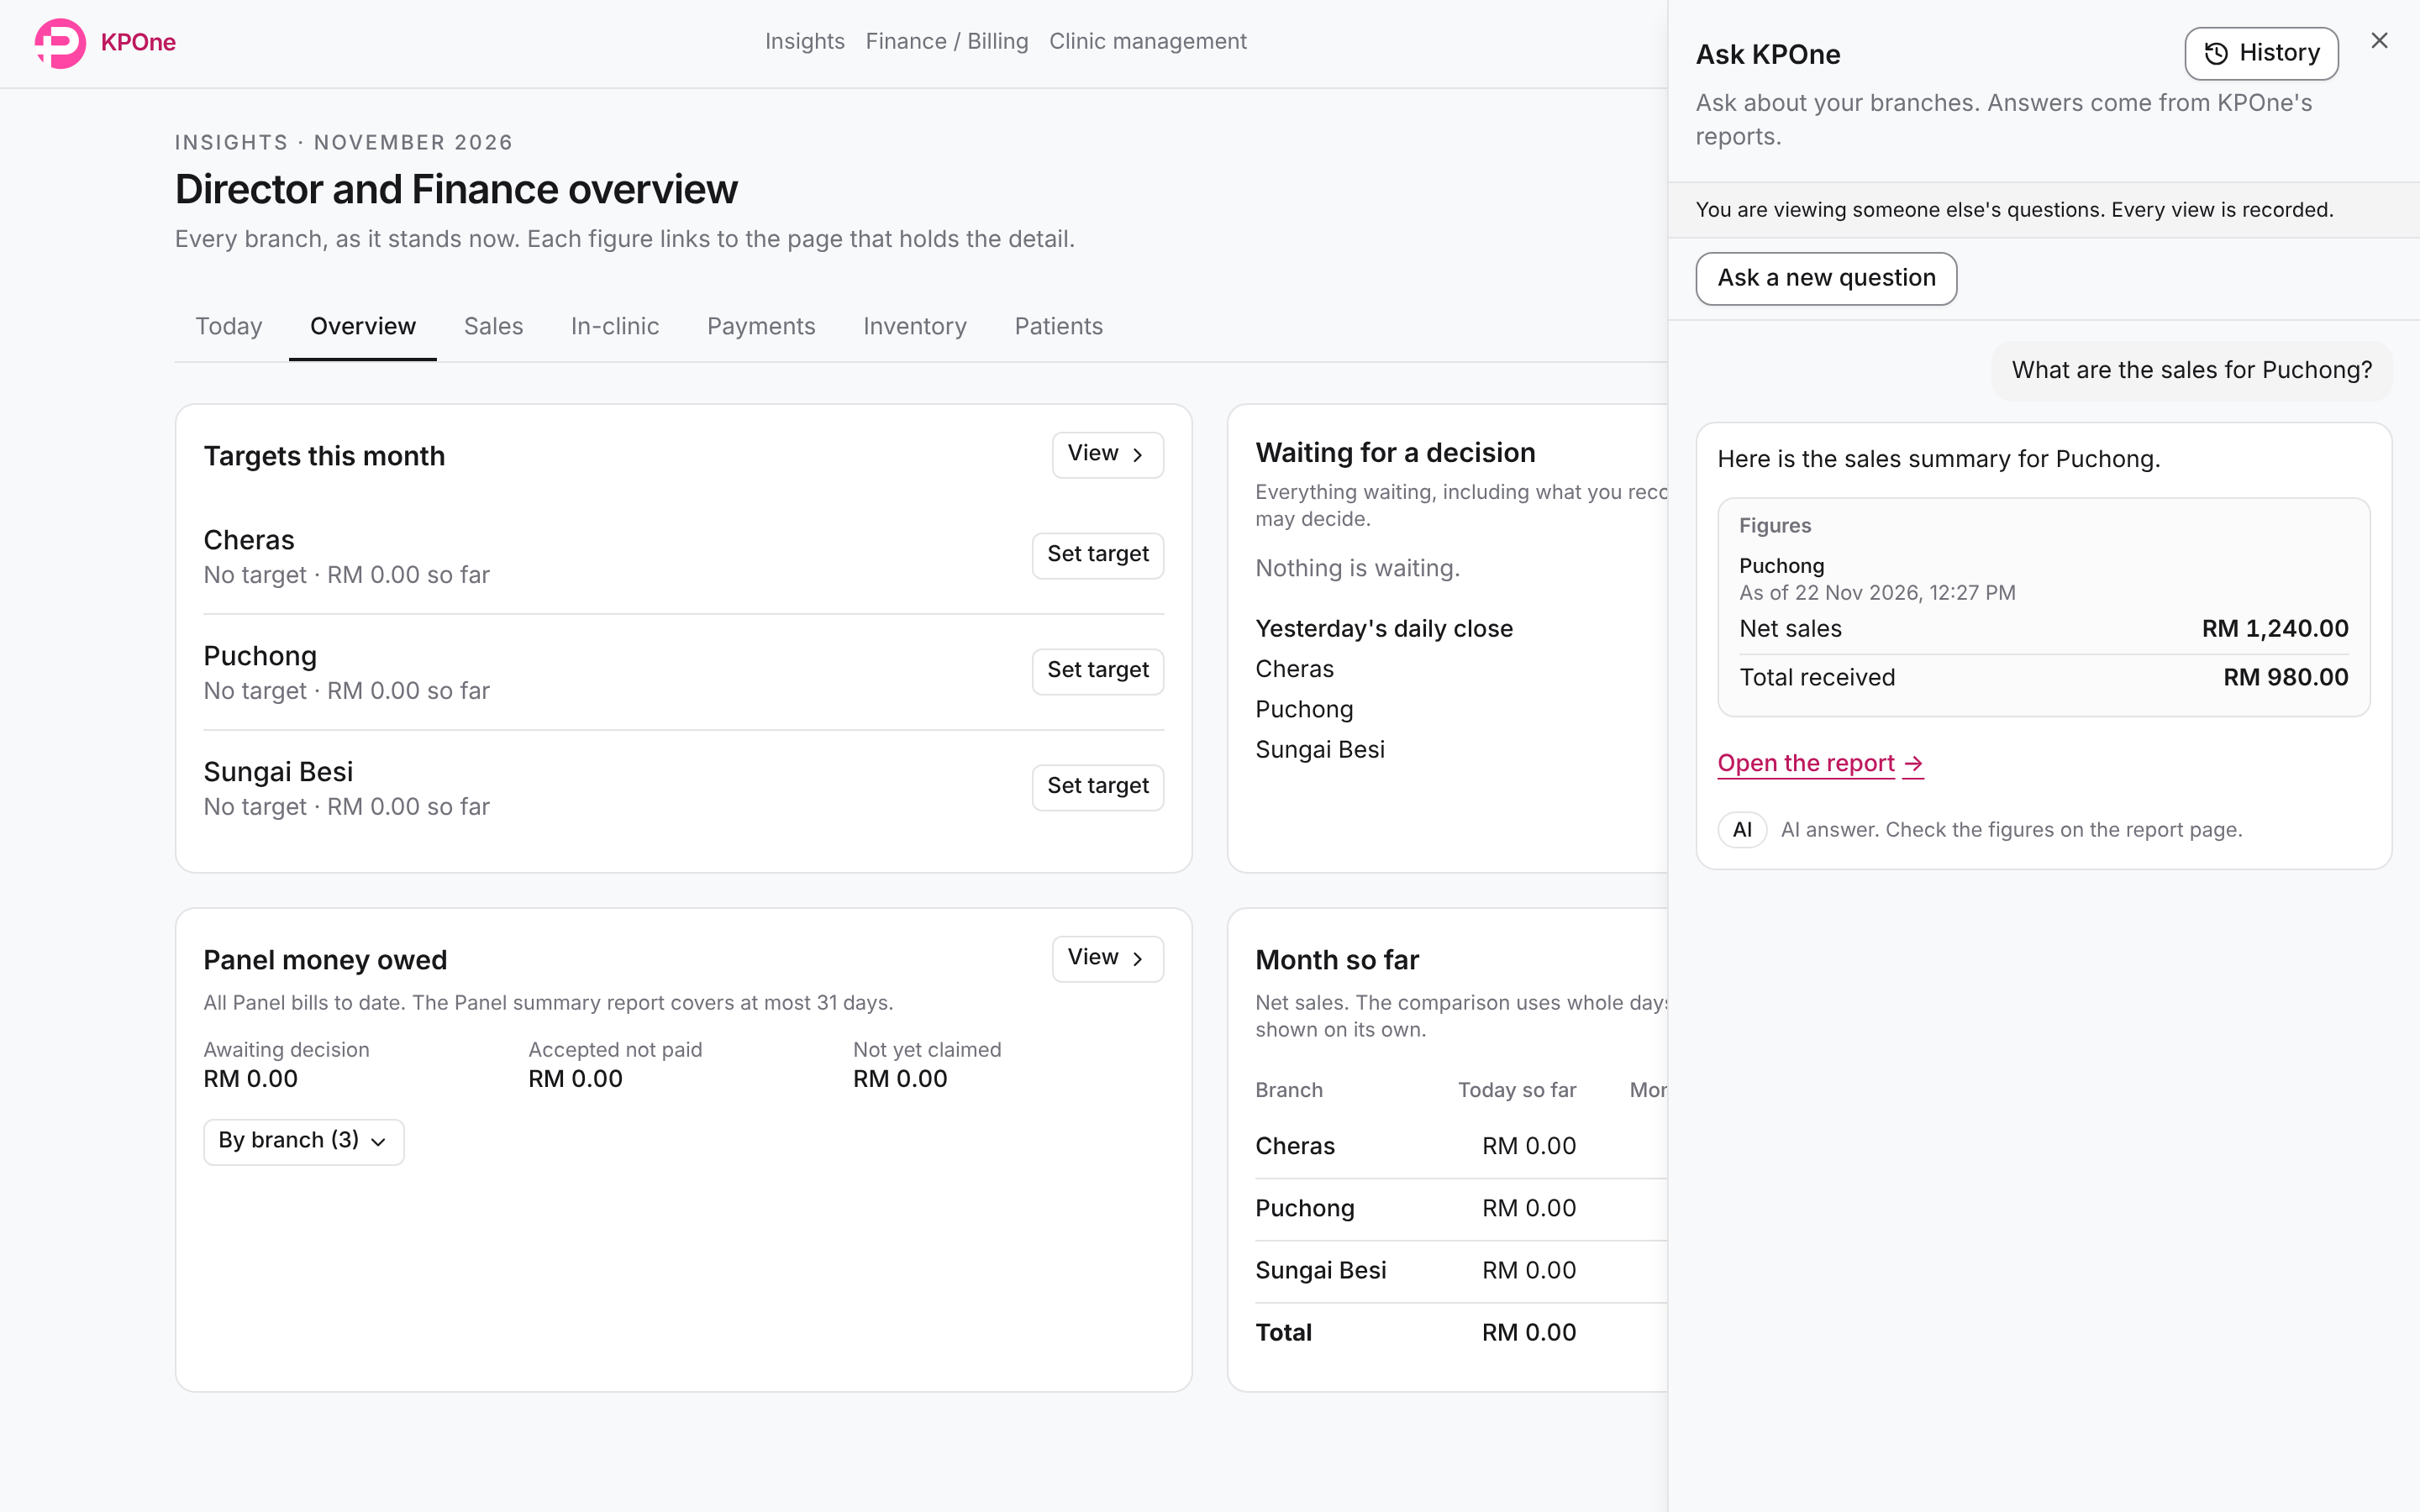 KPOne
Insights
Finance / Billing
Clinic management
INSIGHTS · NOVEMBER 2026
Director and Finance overview
Every branch, as it stands now. Each figure links to the page that holds the detail.
Today
Overview
Sales
In-clinic
Payments
Inventory
Patients
Targets this month
View
Cheras
No target · RM 0.00 so far
Set target
Puchong
No target · RM 0.00 so far
Set target
Sungai Besi
No target · RM 0.00 so far
Set target
Waiting for a decision
Everything waiting, including what you
may decide.
Nothing is waiting.
Yesterday's daily close
Cheras
Puchong
Sungai Besi
Panel money owed
View
All Panel bills to date. The Panel summary report covers at most 31 days.
Awaiting decision
RM 0.00
Accepted not paid
RM 0.00
Not yet claimed
RM 0.00
By branch (3)
Month so far
Net sales. The comparison uses whole days
shown on its own.
Branch
Today so far
Cheras
RM 0.00
Puchong
RM 0.00
Sungai Besi
RM 0.00
Total
RM 0.00
Ask KPOne
History
Ask about your branches. Answers come from KPOne's
reports.
You are viewing someone else's questions. Every view is recorded.
Ask a new question
What are the sales for Puchong?
Here is the sales summary for Puchong.
Figures
Puchong
As of 22 Nov 2026, 12:27 PM
Net sales
RM 1,240.00
Total received
RM 980.00
Open the report →
AI
AI answer. Check the figures on the report page.